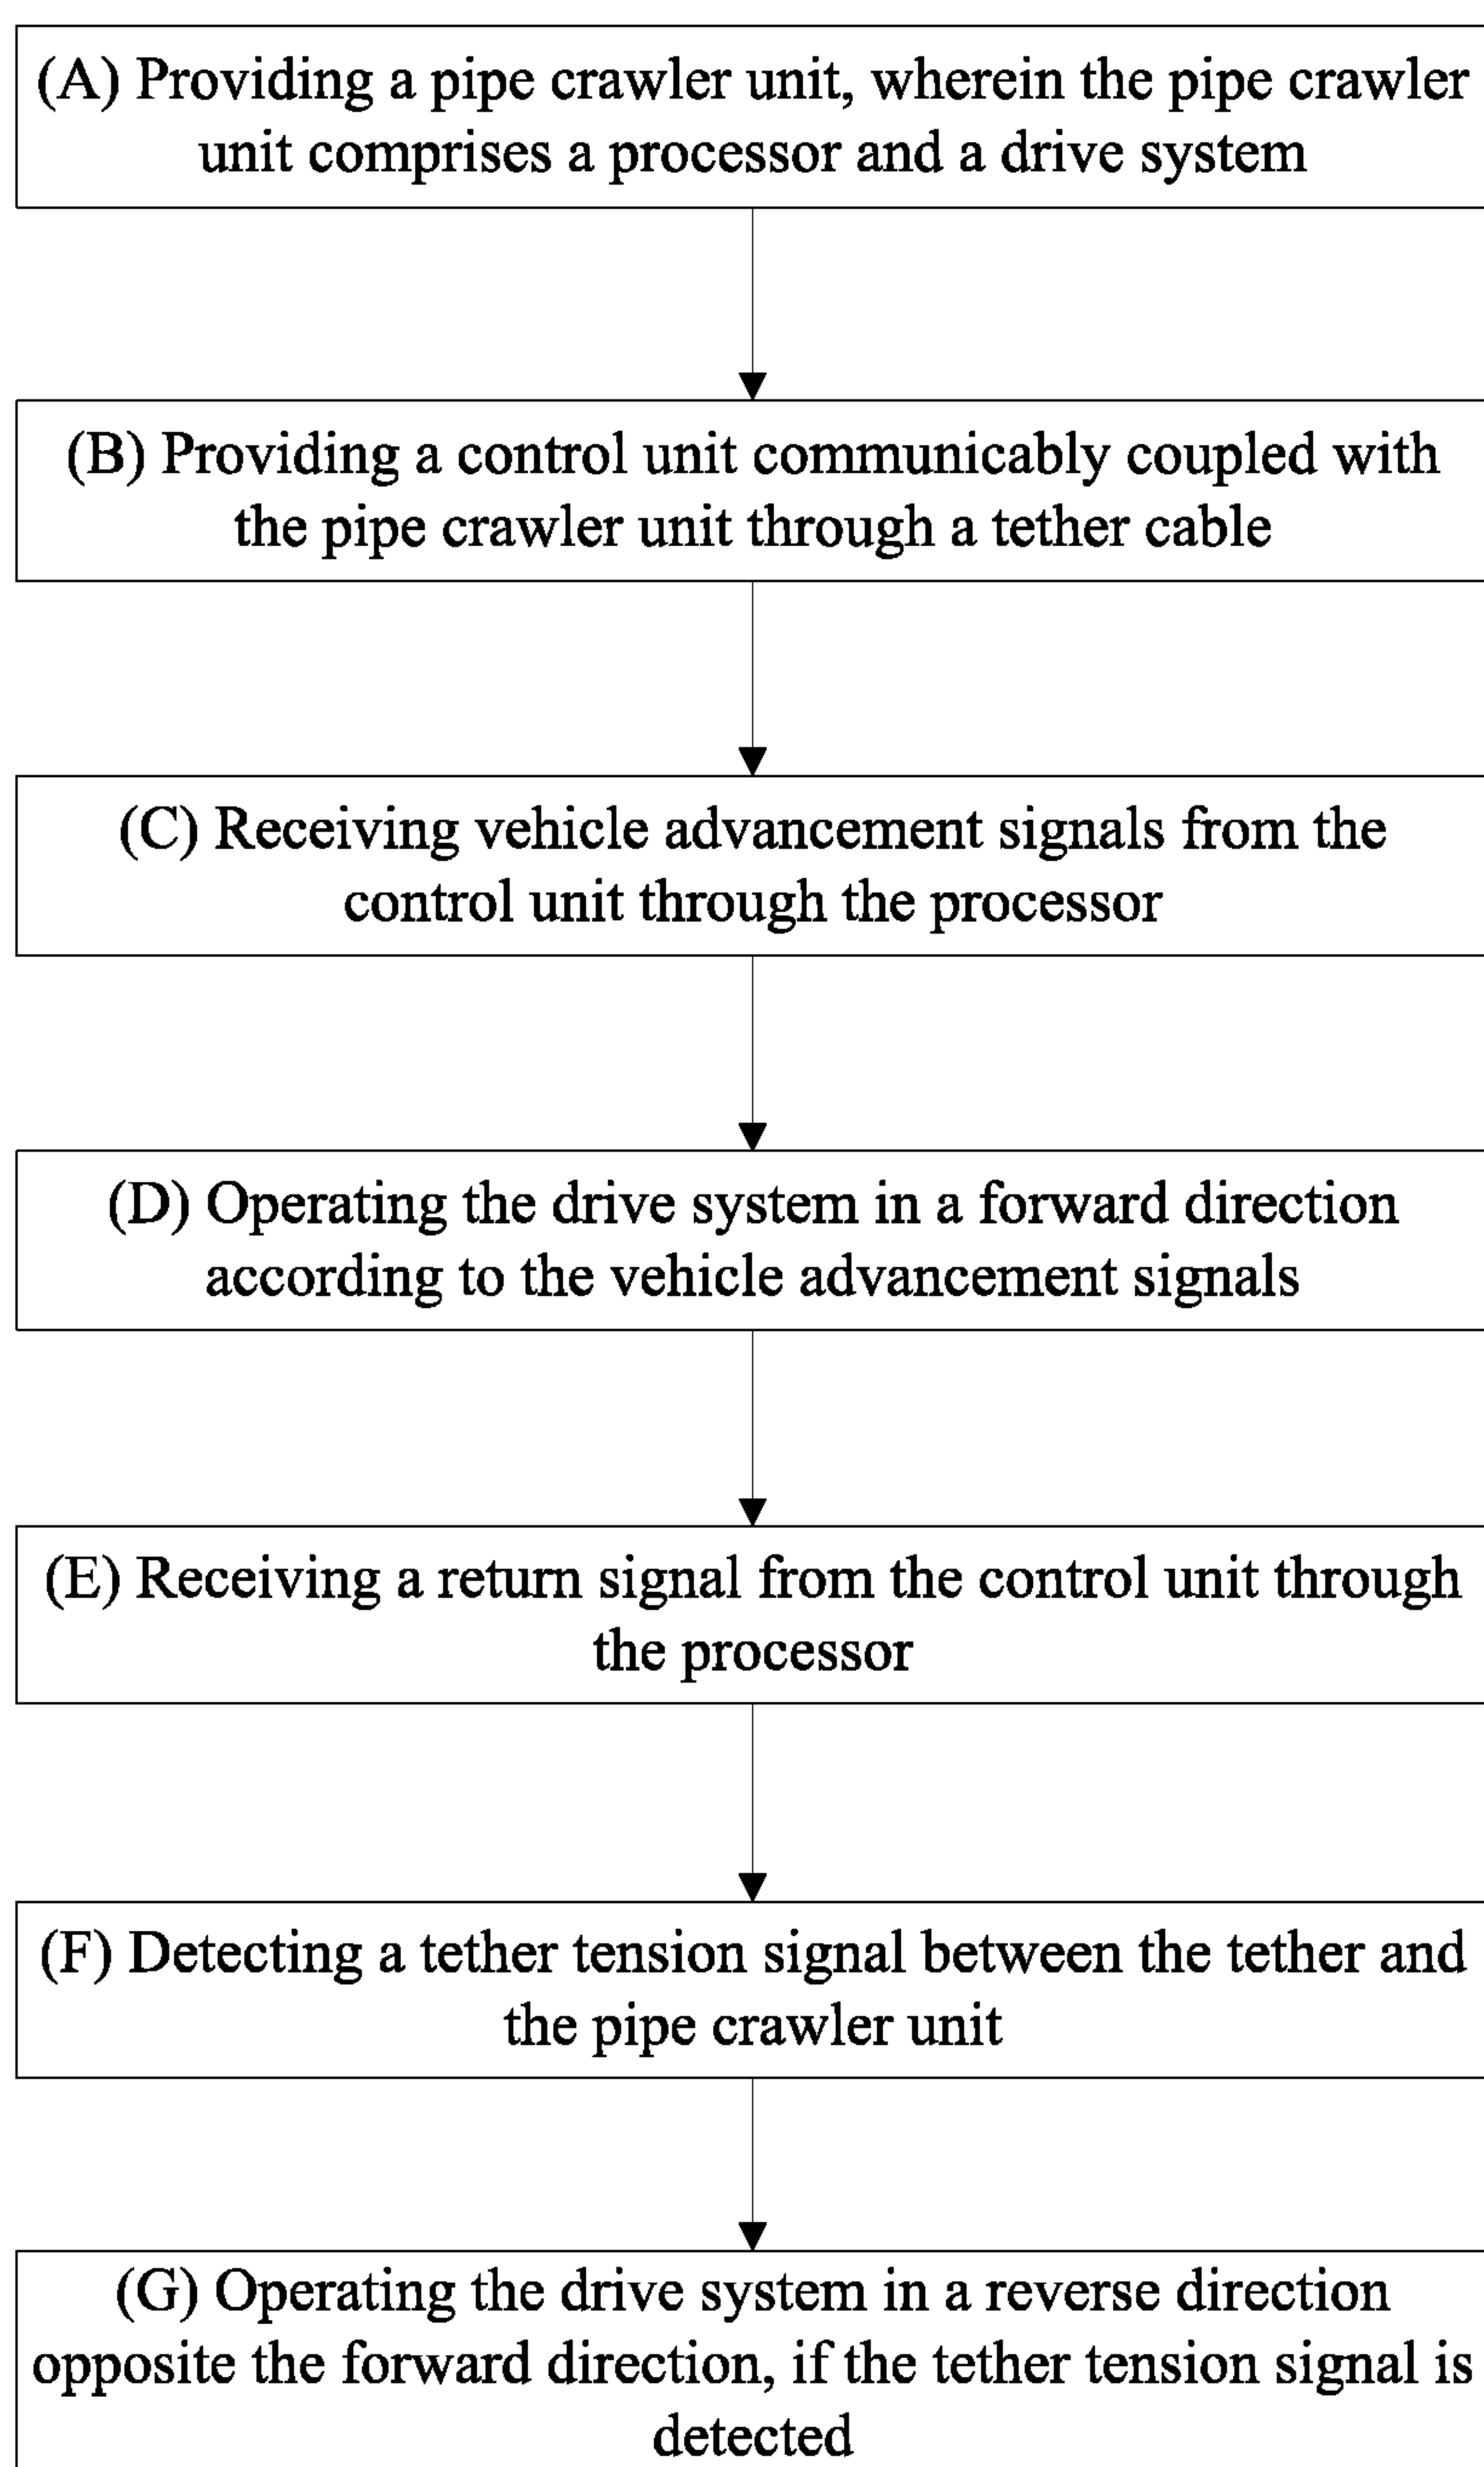 (A) Providing a pipe crawler unit, wherein the pipe crawler
unit comprises a processor and a drive system
(B) Providing a control unit communicably coupled with
the pipe crawler unit through a tether cable
(C) Receiving vehicle advancement signals from the
control unit through the processor
(D) Operating the drive system in a forward direction
according to the vehicle advancement signals
(E) Receiving a return signal from the control unit through
the processor
(F) Detecting a tether tension signal between the tether and
the pipe crawler unit
(G) Operating the drive system in a reverse direction
opposite the forward direction, if the tether tension signal is
detected